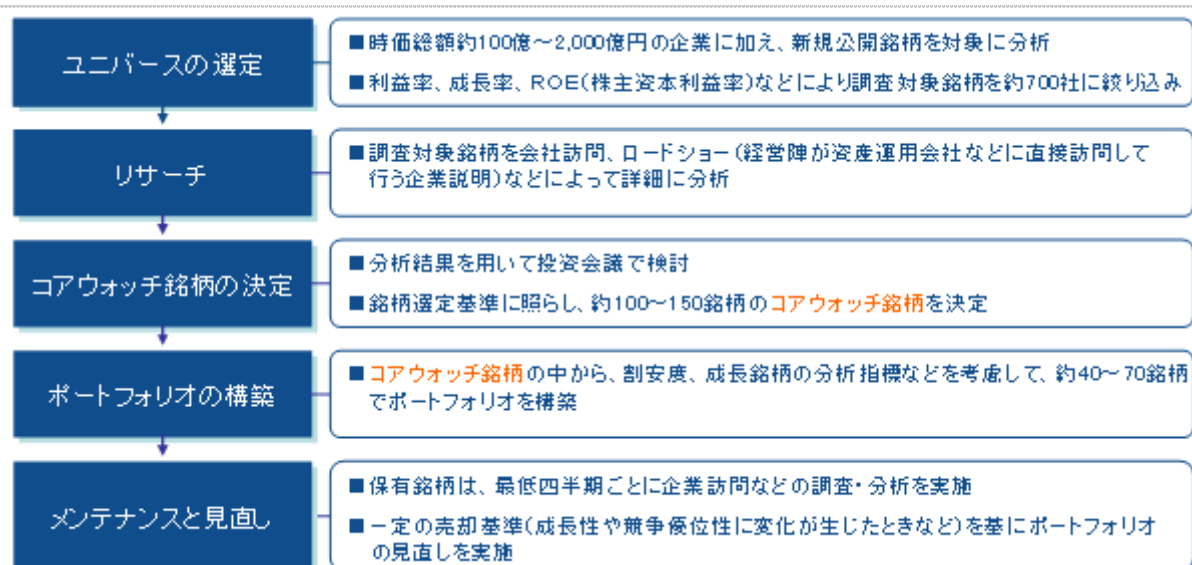 ユニバースの選定
■時価総額約100億～2,000億円の企業に加え、新規公開銘柄を対象に分析
■利益率、成長率、ROE(株主資本利益率)などにより調査対象銘柄を約700社に絞り込み
リサーチ
■調査対象銘柄を会社訪問、ロードショー(経営陣が資産運用会社などに直接訪問して
行う企業説明)などによって詳細に分析
コアウォッチ銘柄の決定
■分析結果を用いて投資会議で検討
■銘柄選定基準に照らし、約100～150銘柄のコアウォッチ銘柄を決定
ポートフォリオの構築
■コアウォッチ銘柄の中から、割安度、成長銘柄の分析指標などを考慮して、約40～70銘柄
でポートフォリオを構築
メンテナンスと見直し
■保有銘柄は、最低四半期ごとに企業訪問などの調査・分析を実施
■一定の売却基準(成長性や競争優位性に変化が生じたときなど)を基にポートフォリオ
の見直しを実施